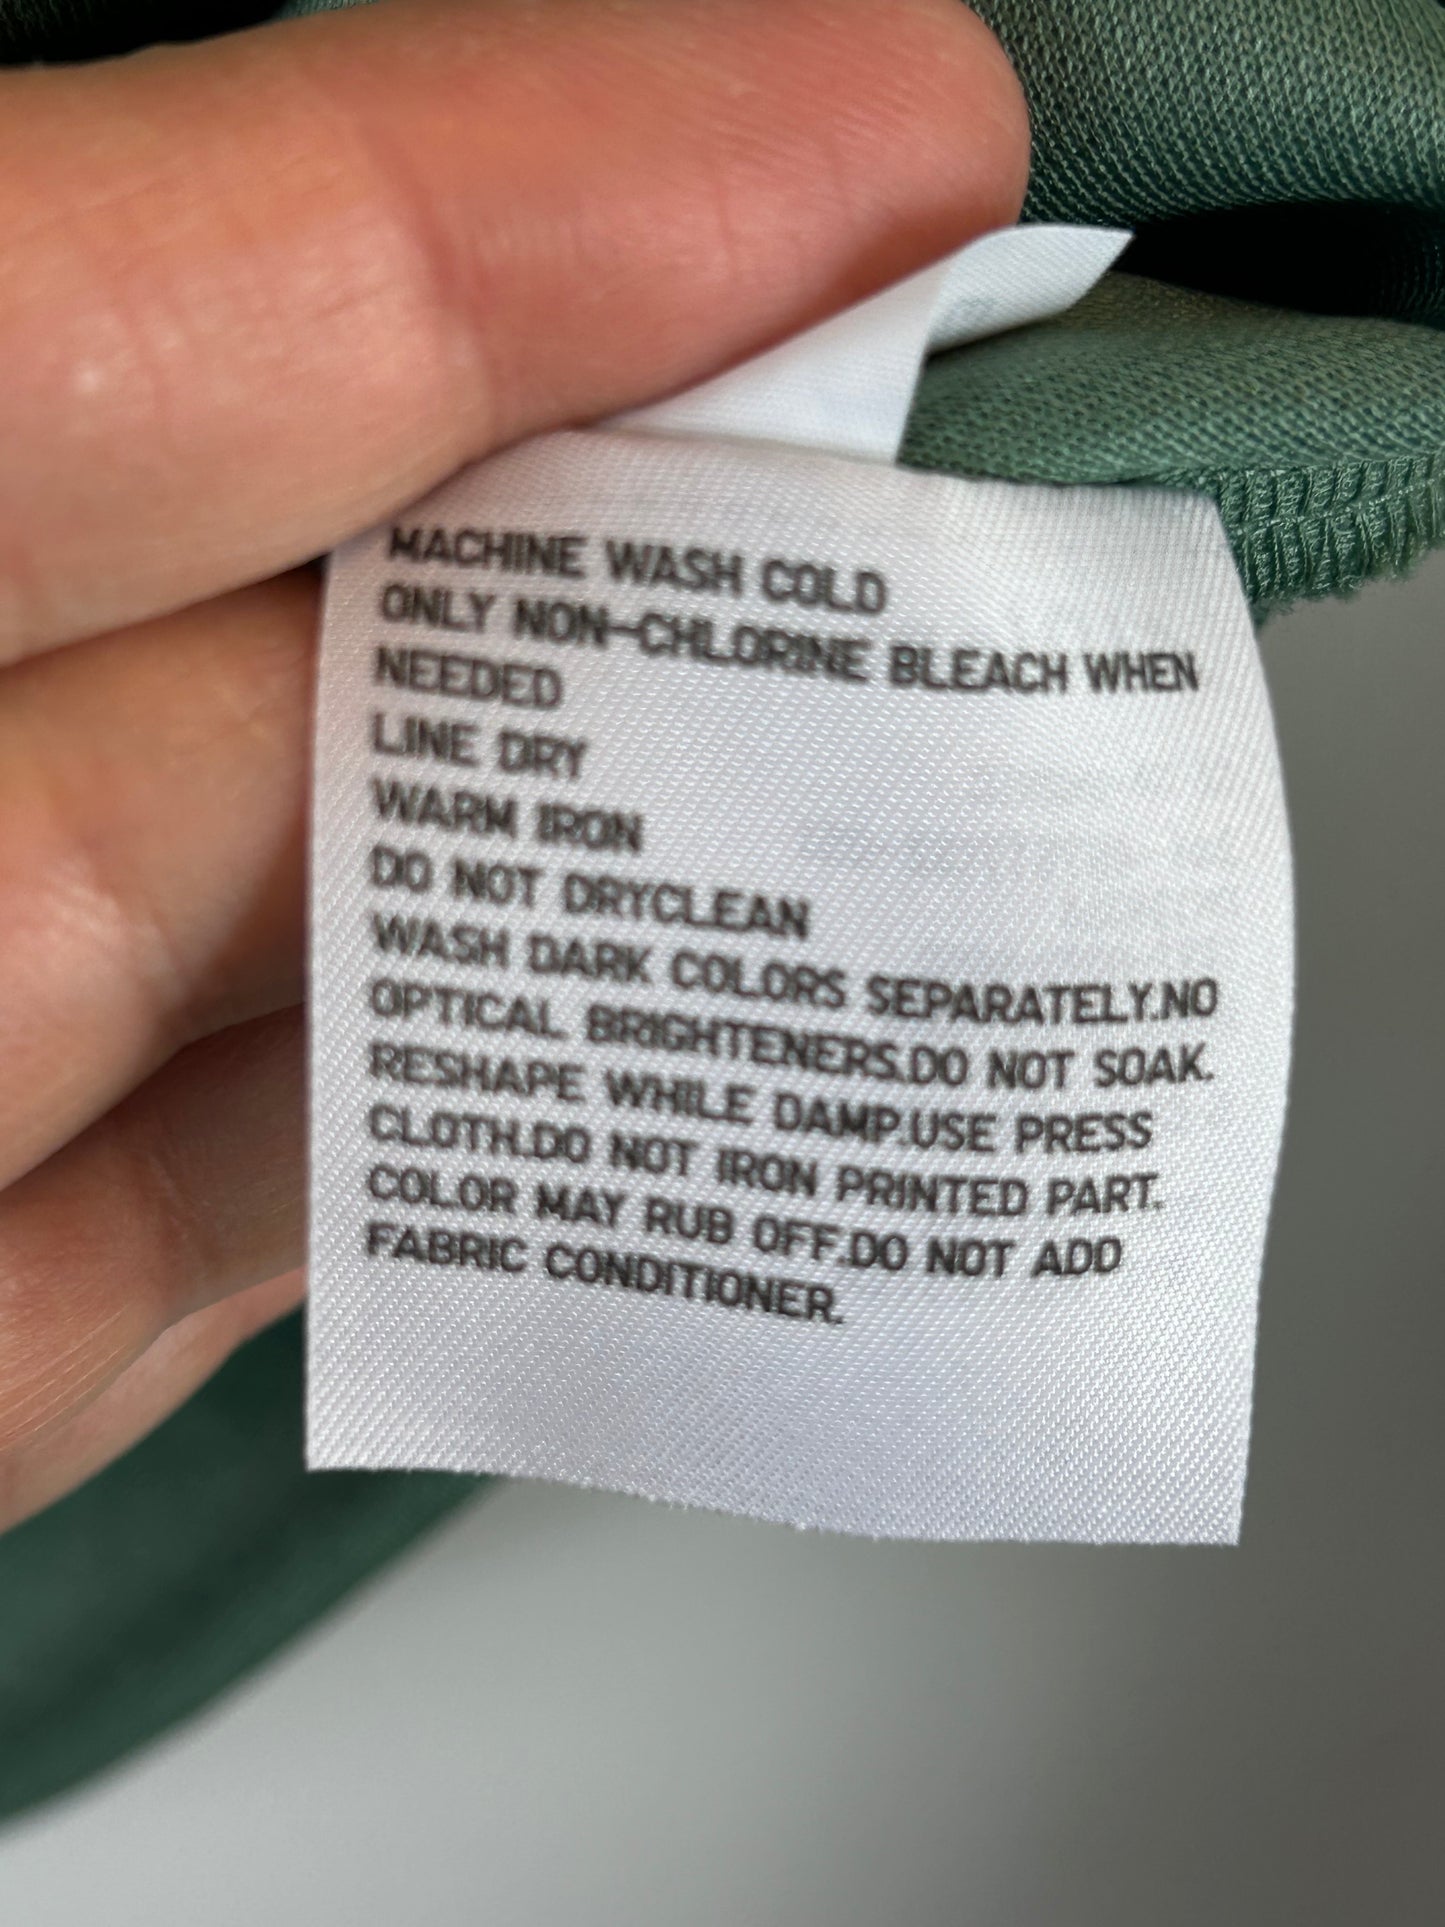 MACHINE WASH COLD
ONLY NON-CHLORINE BLEACH WHEN
NEEDED
LINE DRY
WARM IRON
DO NOT DRYCLEAN
WASH DARK COLORS SEPARATELY.NO
OPTICAL BRIGHTENERS.DO NOT SOAK.
RESHAPE WHILE DAMP.USE PRESS
CLOTH.DO NOT IRON PRINTED PART.
COLOR MAY RUB OFF.DO NOT ADD
FABRIC CONDITIONER.